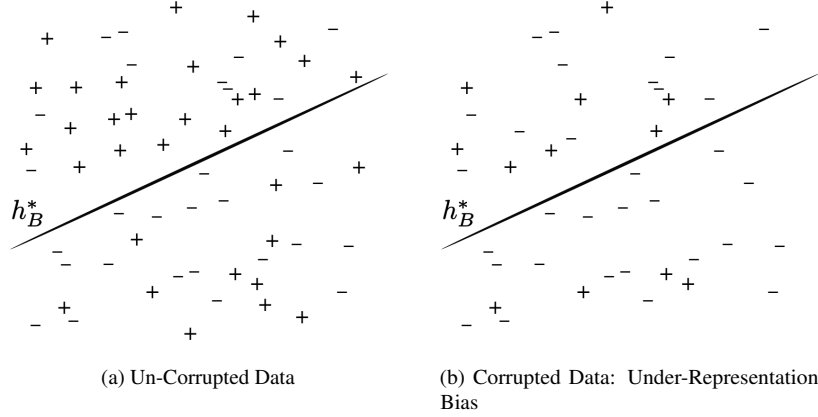 h*B
h*B
(a) Un-Corrupted Data
(b) Corrupted Data: Under-Representation
Bias